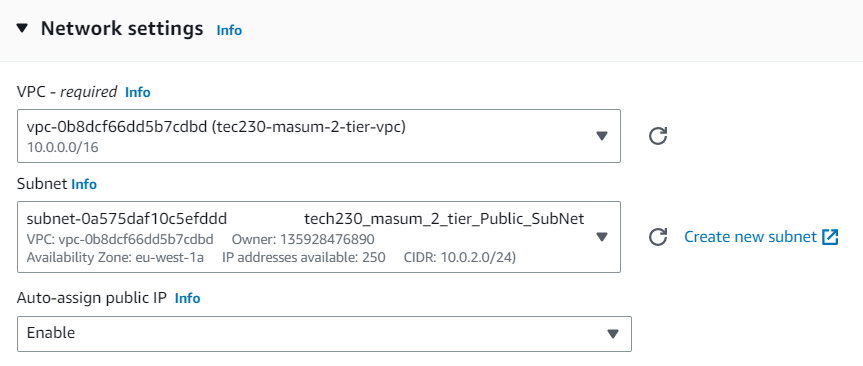 Network settings Info
VPC - required Info
vpc-0b8dcf66dd5b7cdbd (tec230-masum-2-tier-vpc)
10.0.0.0/16
Subnet Info
subnet-0a575daf10c5efddd tech230_masum_2_tier_Public_SubNet
VPC: vpc-0b8dcf66dd5b7cdbd Owner: 135928476890
Availability Zone: eu-west-1a IP addresses available: 250 CIDR: 10.0.2.0/24)
Create new subnet
Auto-assign public IP Info
Enable